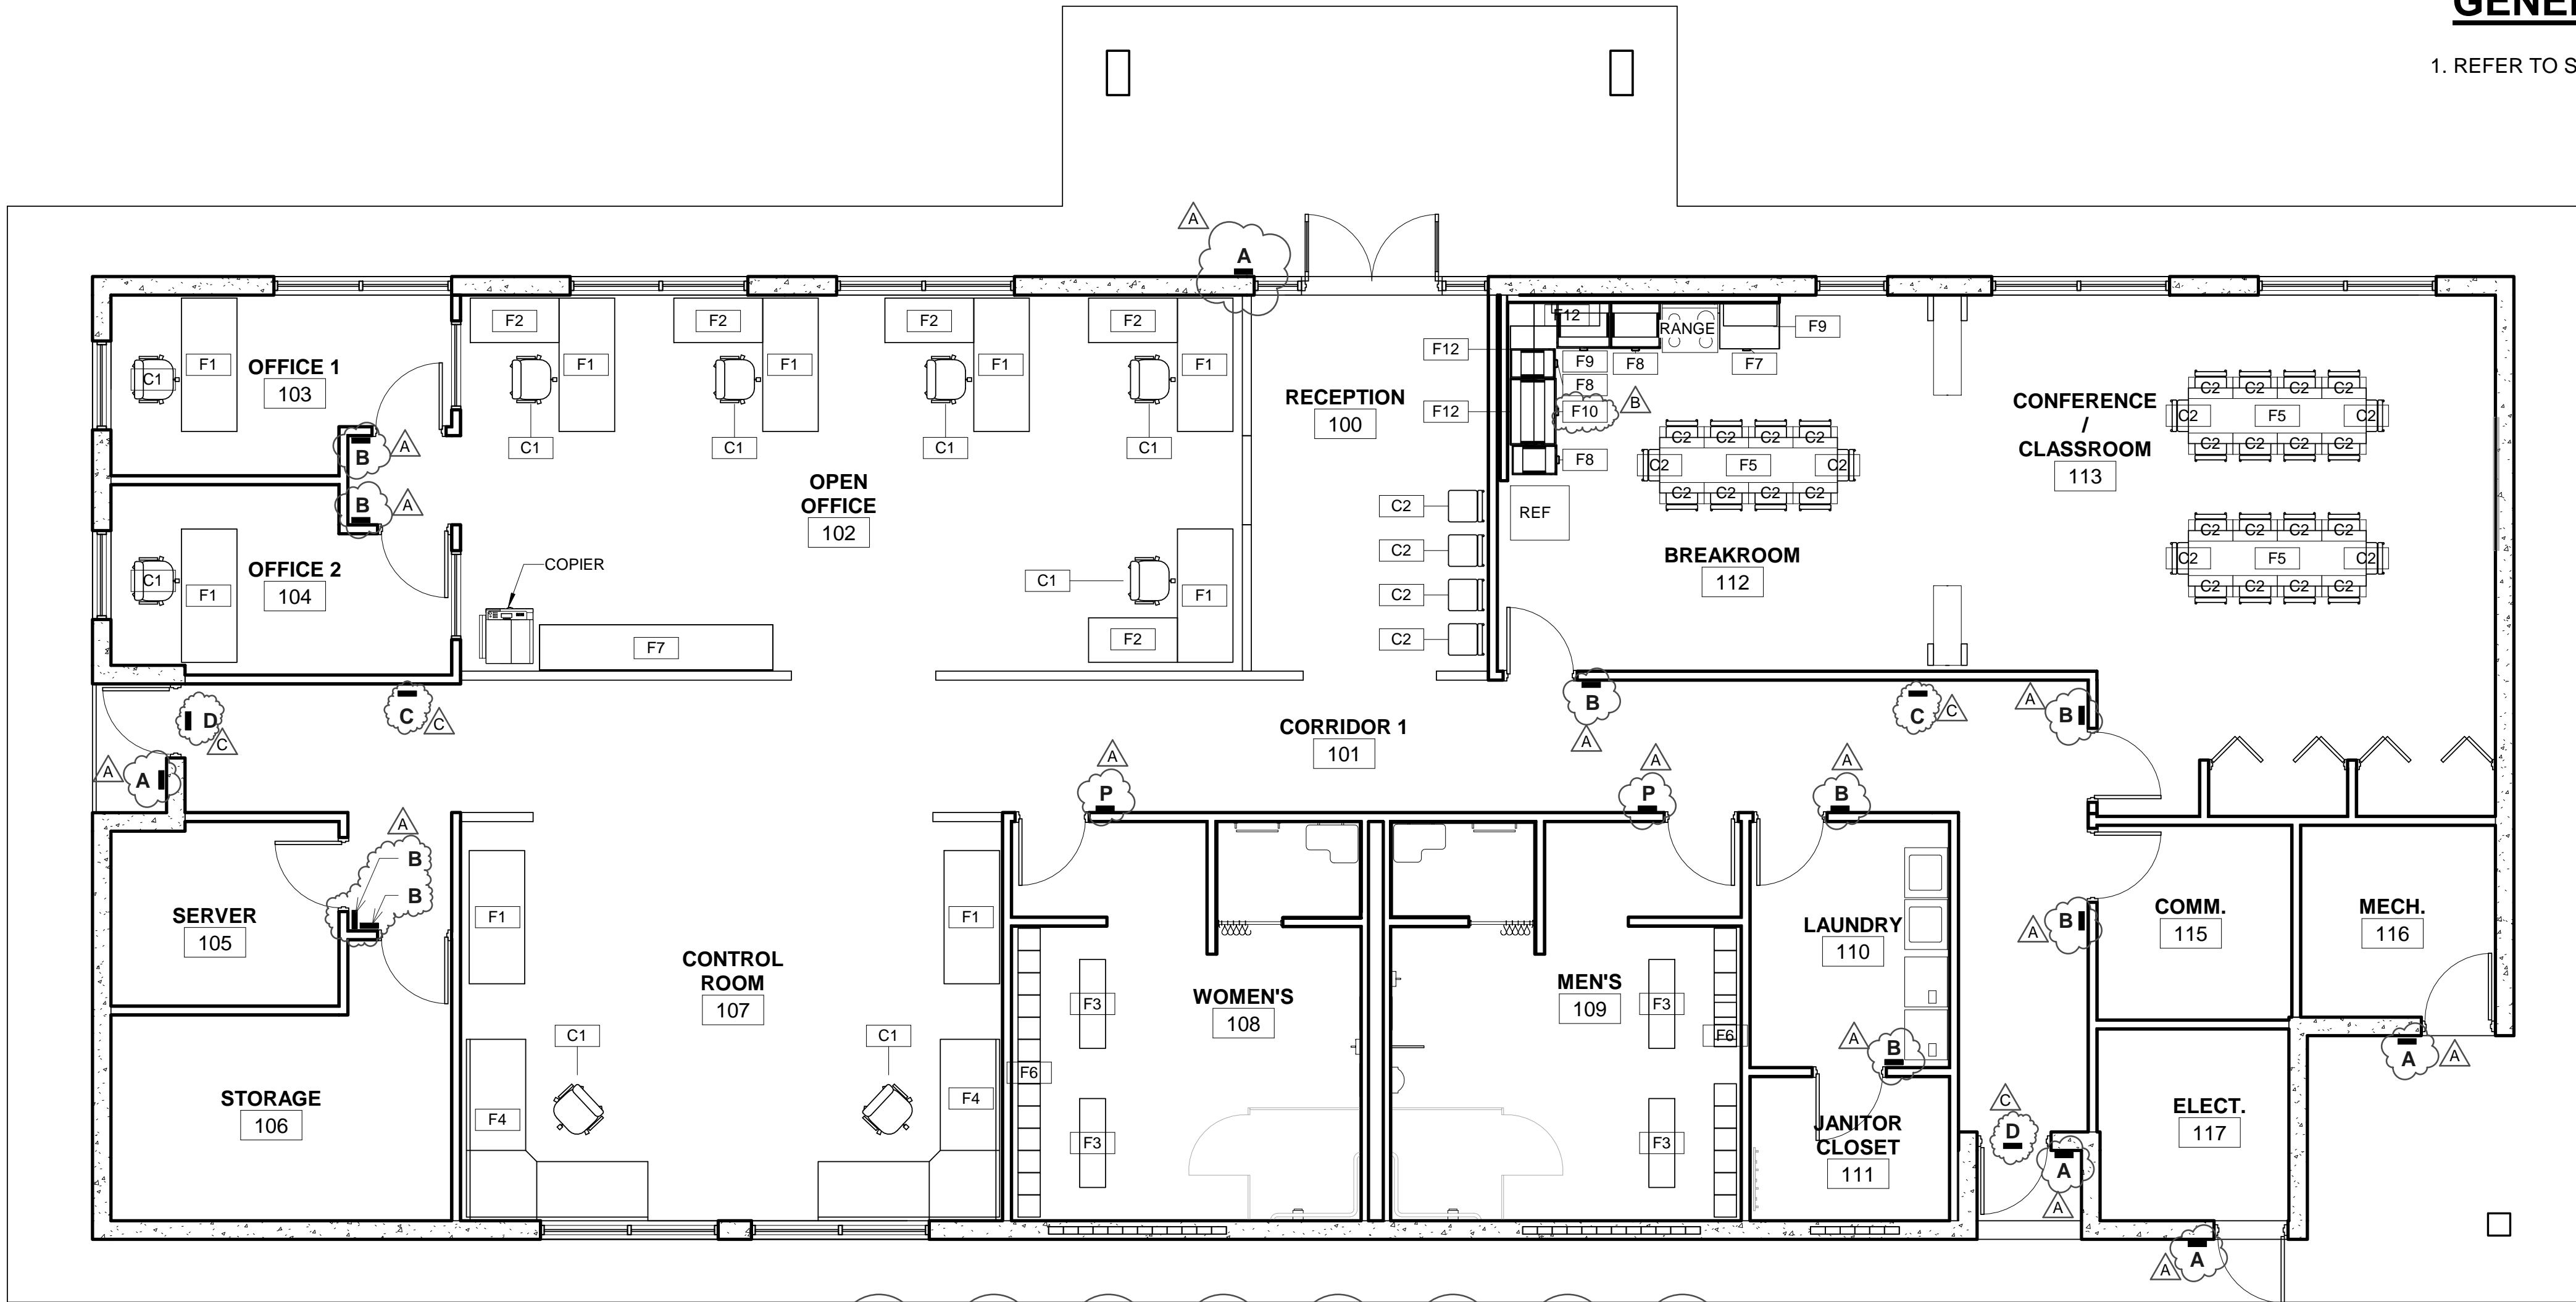 GENE
1. REFER TO S
A
A
F2
F2
F2
F2
F12
RANGE
F9
F1
F1
F1
F1
F1
F12
F9
F8
F7
OFFICE 1
103
C1
F8
RECEPTION
100
F12
F10
B
CONFERENCE
/
CLASSROOM
113
C2 C2 C2 C2
C2 F5 C2
C2 C2 C2 C2
C1
C1
C1
C1
B
A
F8
C2 C2 C2 C2
C2 F5 C2
C2 C2 C2 C2
OPEN
OFFICE
102
B
A
C2
C2
C2
C2
REF
C2 C2 C2 C2
C2 F5 C2
C2 C2 C2 C2
BREAKROOM
112
OFFICE 2
104
C1
F1
COPIER
C1
F1
F2
F7
D
C
C
C
B
A
C
C
A
B
CORRIDOR 1
101
A
A
A
P
A
P
A
B
A
B
B
SERVER
105
F1
F1
LAUNDRY
110
A
B
COMM.
115
MECH.
116
CONTROL
ROOM
107
WOMEN'S
108
MEN'S
109
F3
F3
F6
F6
A
B
C1
C1
A
A
STORAGE
106
F4
F4
F3
F3
JANITOR
CLOSET
111
C
D
A
A
ELECT.
117
A
A